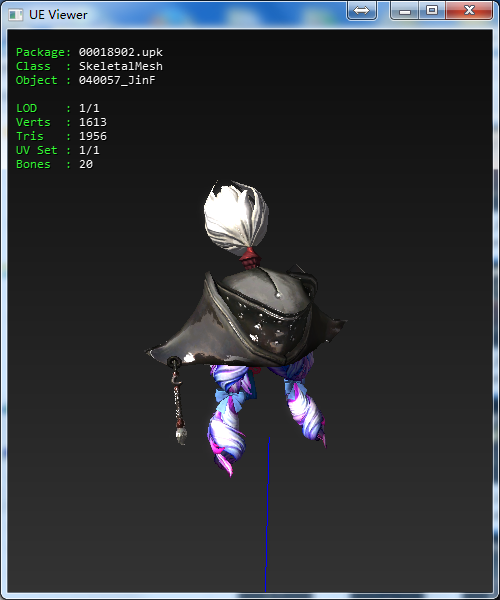 UE Viewer
Package: 00018902.upk
Class  : SkeletalMesh
Object : 040057_JinF
LOD    : 1/1
Verts  : 1613
Tris   : 1956
UV Set : 1/1
Bones  : 20